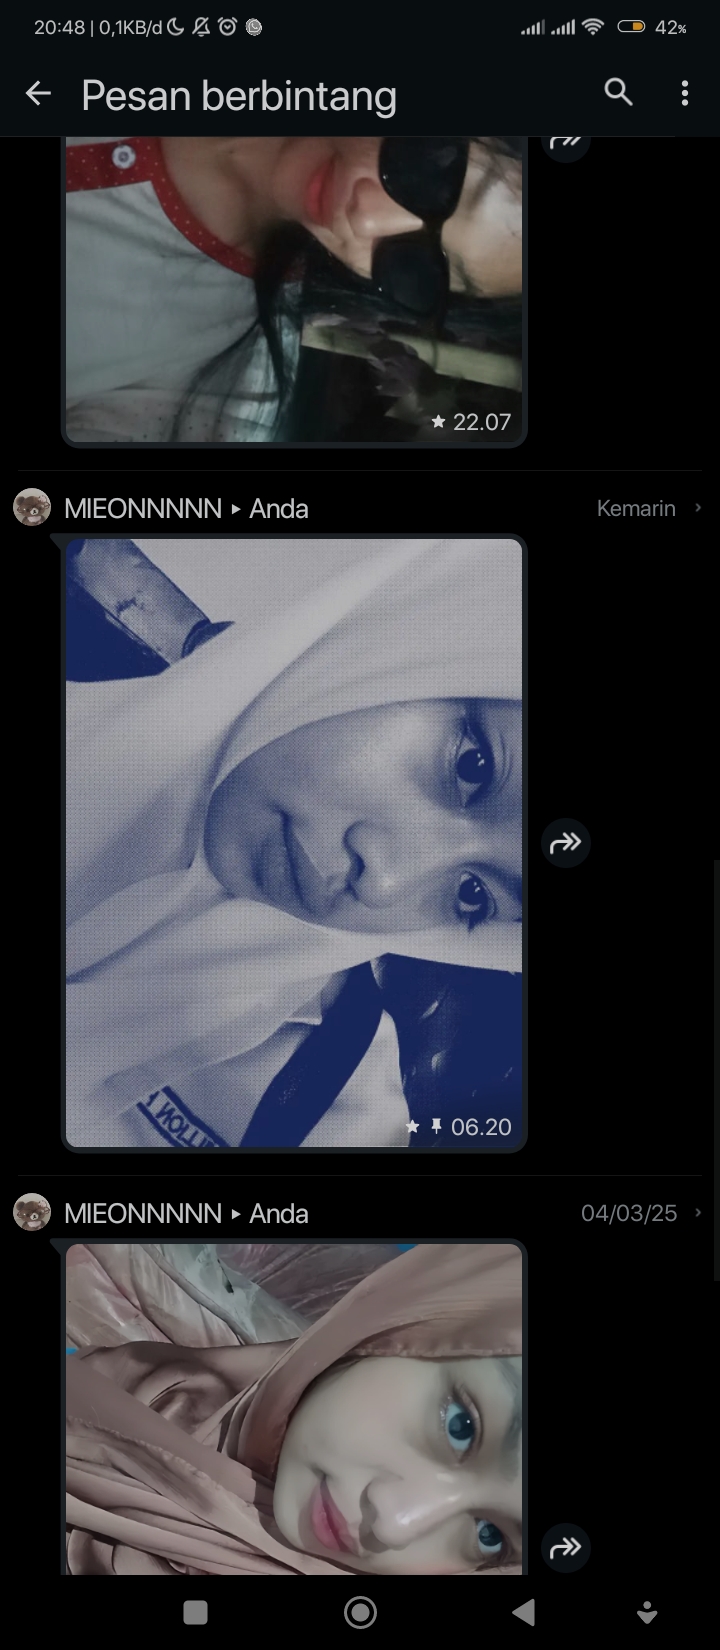 20:48 | 0,1KB/d
42%
Pesan berbintang
22.07
MIEONNNNN ▸ Anda
Kemarin
06.20
MIEONNNNN ▸ Anda
04/03/25